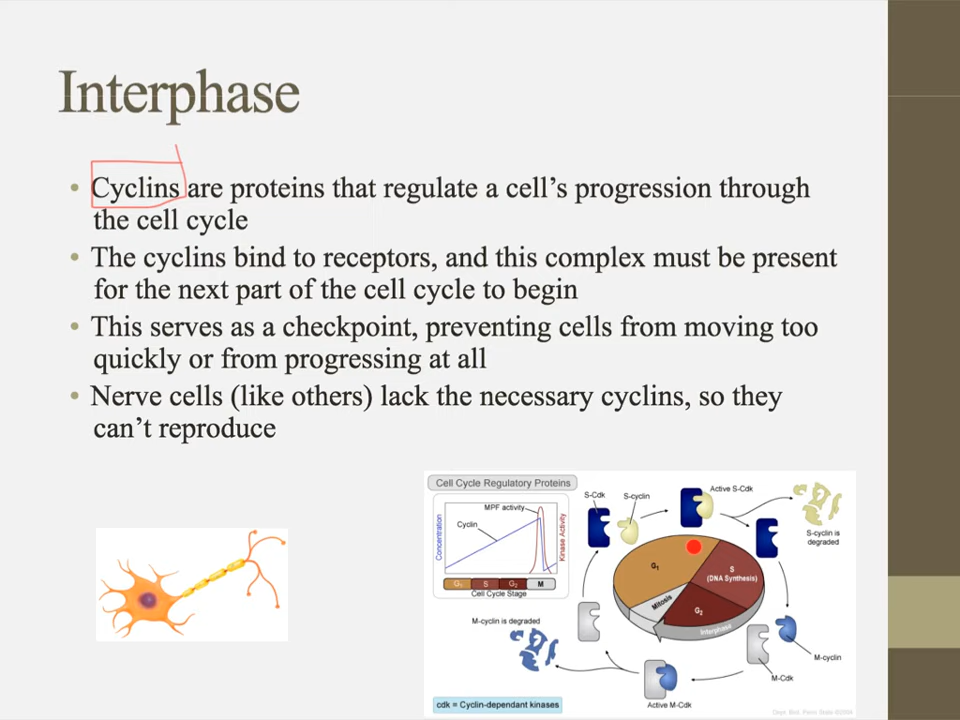 Interphase
• Cyclins are proteins that regulate a cell's progression through
the cell cycle
• The cyclins bind to receptors, and this complex must be present
for the next part of the cell cycle to begin
• This serves as a checkpoint, preventing cells from moving too
quickly or from progressing at all
• Nerve cells (like others) lack the necessary cyclins, so they
can't reproduce
Cell Cycle Regulatory Proteins
MPF activity
Cyclin
Concentration
Kinase Activity
G1 S G2 M
Cell Cycle Stage
S-Cdk
S-cyclin
Active S-Cdk
S-cyclin is
degraded
G1
S
(DNA Synthesis)
G2
Mitosis
Interphase
M-cyclin is degraded
M-cyclin
M-Cdk
Active M-Cdk
cdk = Cyclin-dependant kinases
Dept. Biol. Penn State ©2004